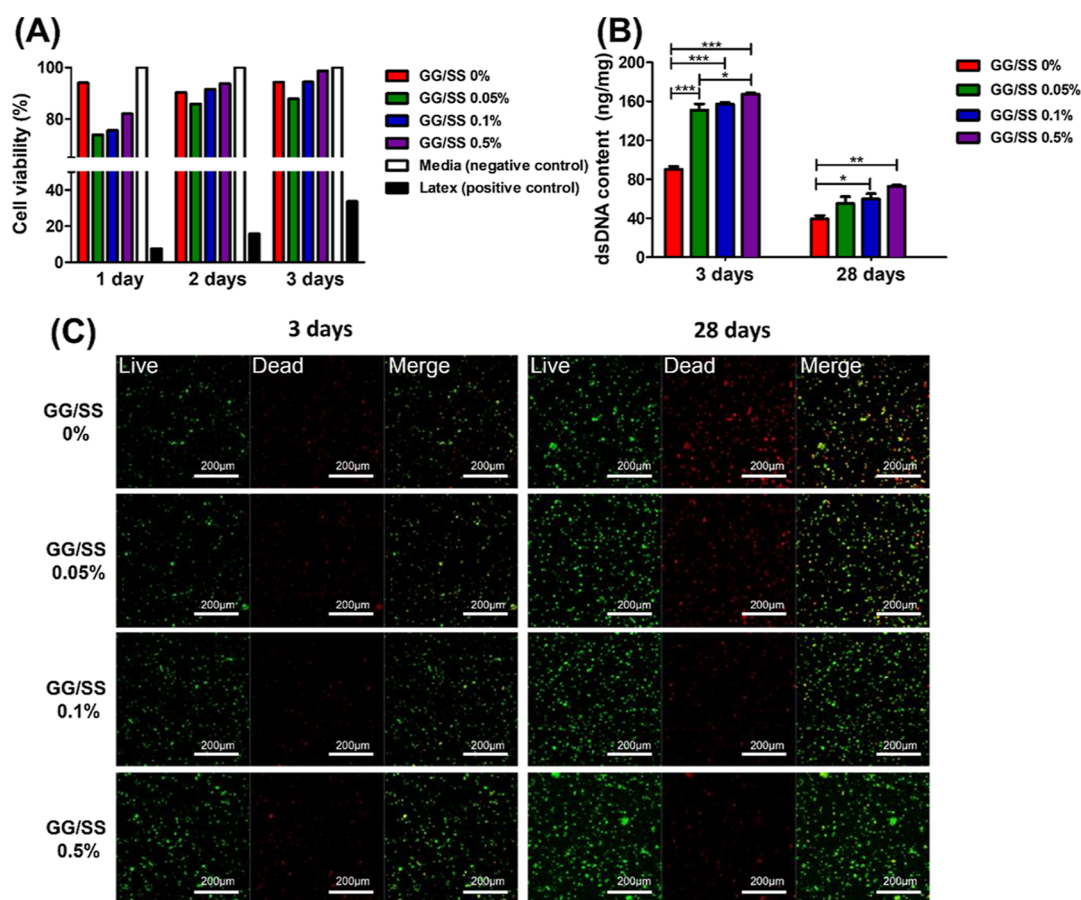 (A)
Cell viability (%)
100
80
40
20
0
1 day
2 days
3 days
GG/SS 0%
GG/SS 0.05%
GG/SS 0.1%
GG/SS 0.5%
Media (negative control)
Latex (positive control)
(B)
dsDNA content (ng/mg)
200
160
120
80
40
0
***
***
*
***
**
*
3 days
28 days
GG/SS 0%
GG/SS 0.05%
GG/SS 0.1%
GG/SS 0.5%
(C)
3 days
28 days
Live Dead Merge Live Dead Merge
GG/SS
0%
200µm 200µm 200µm 200µm 200µm 200µm
GG/SS
0.05%
200µm 200µm 200µm 200µm 200µm 200µm
GG/SS
0.1%
200µm 200µm 200µm 200µm 200µm 200µm
GG/SS
0.5%
200µm 200µm 200µm 200µm 200µm 200µm